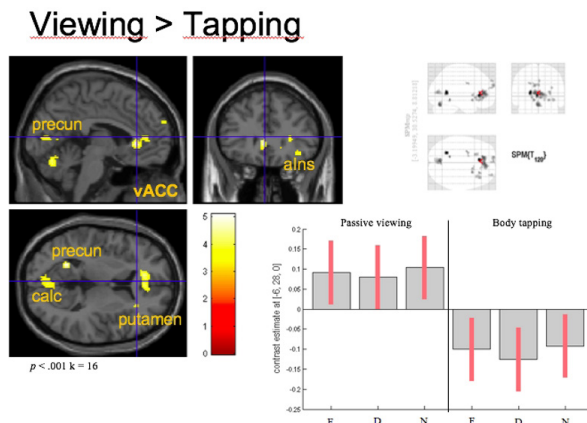 Viewing > Tapping
precun
vACC
aIns
SPM{T120}
precun
calc
putamen
5
4
3
2
1
0
p < .001 k = 16
Passive viewing
Body tapping
contrast estimate at [-6, 28, 0]
0.2
0.15
0.1
0.05
0
-0.05
-0.1
-0.15
-0.2
-0.25
F
D
N
F
D
N